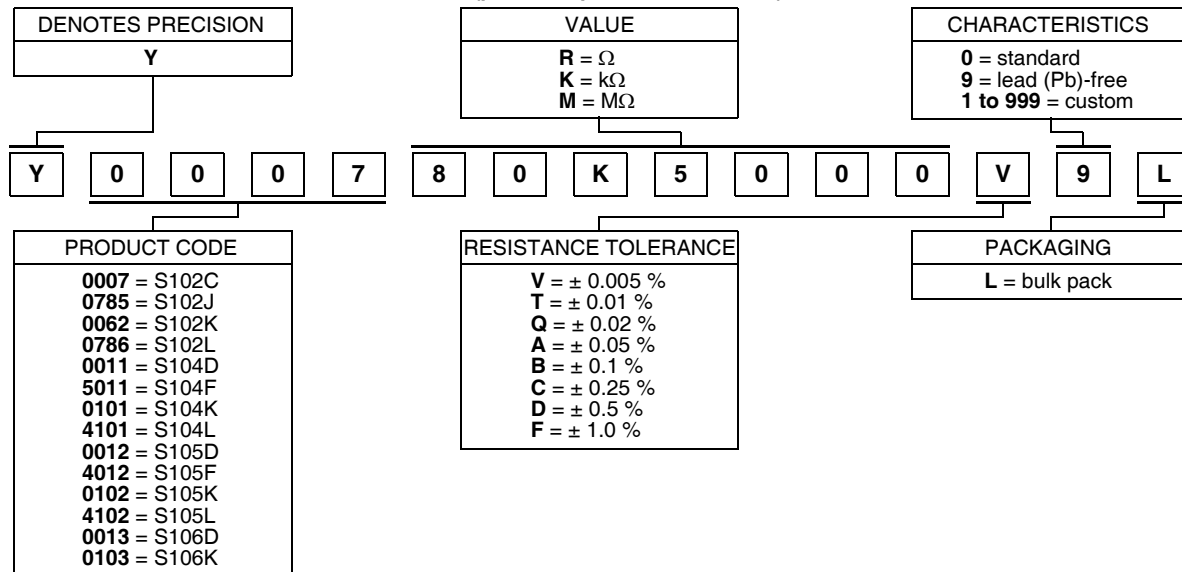 DENOTES PRECISION
Y
VALUE
R = Ω
K = kΩ
M = MΩ
CHARACTERISTICS
0 = standard
9 = lead (Pb)-free
1 to 999 = custom
Y 0 0 0 7 8 0 K 5 0 0 0 V 9 L
PRODUCT CODE
0007 = S102C
0785 = S102J
0062 = S102K
0786 = S102L
0011 = S104D
5011 = S104F
0101 = S104K
4101 = S104L
0012 = S105D
4012 = S105F
0102 = S105K
4102 = S105L
0013 = S106D
0103 = S106K
RESISTANCE TOLERANCE
V = ± 0.005 %
T = ± 0.01 %
Q = ± 0.02 %
A = ± 0.05 %
B = ± 0.1 %
C = ± 0.25 %
D = ± 0.5 %
F = ± 1.0 %
PACKAGING
L = bulk pack